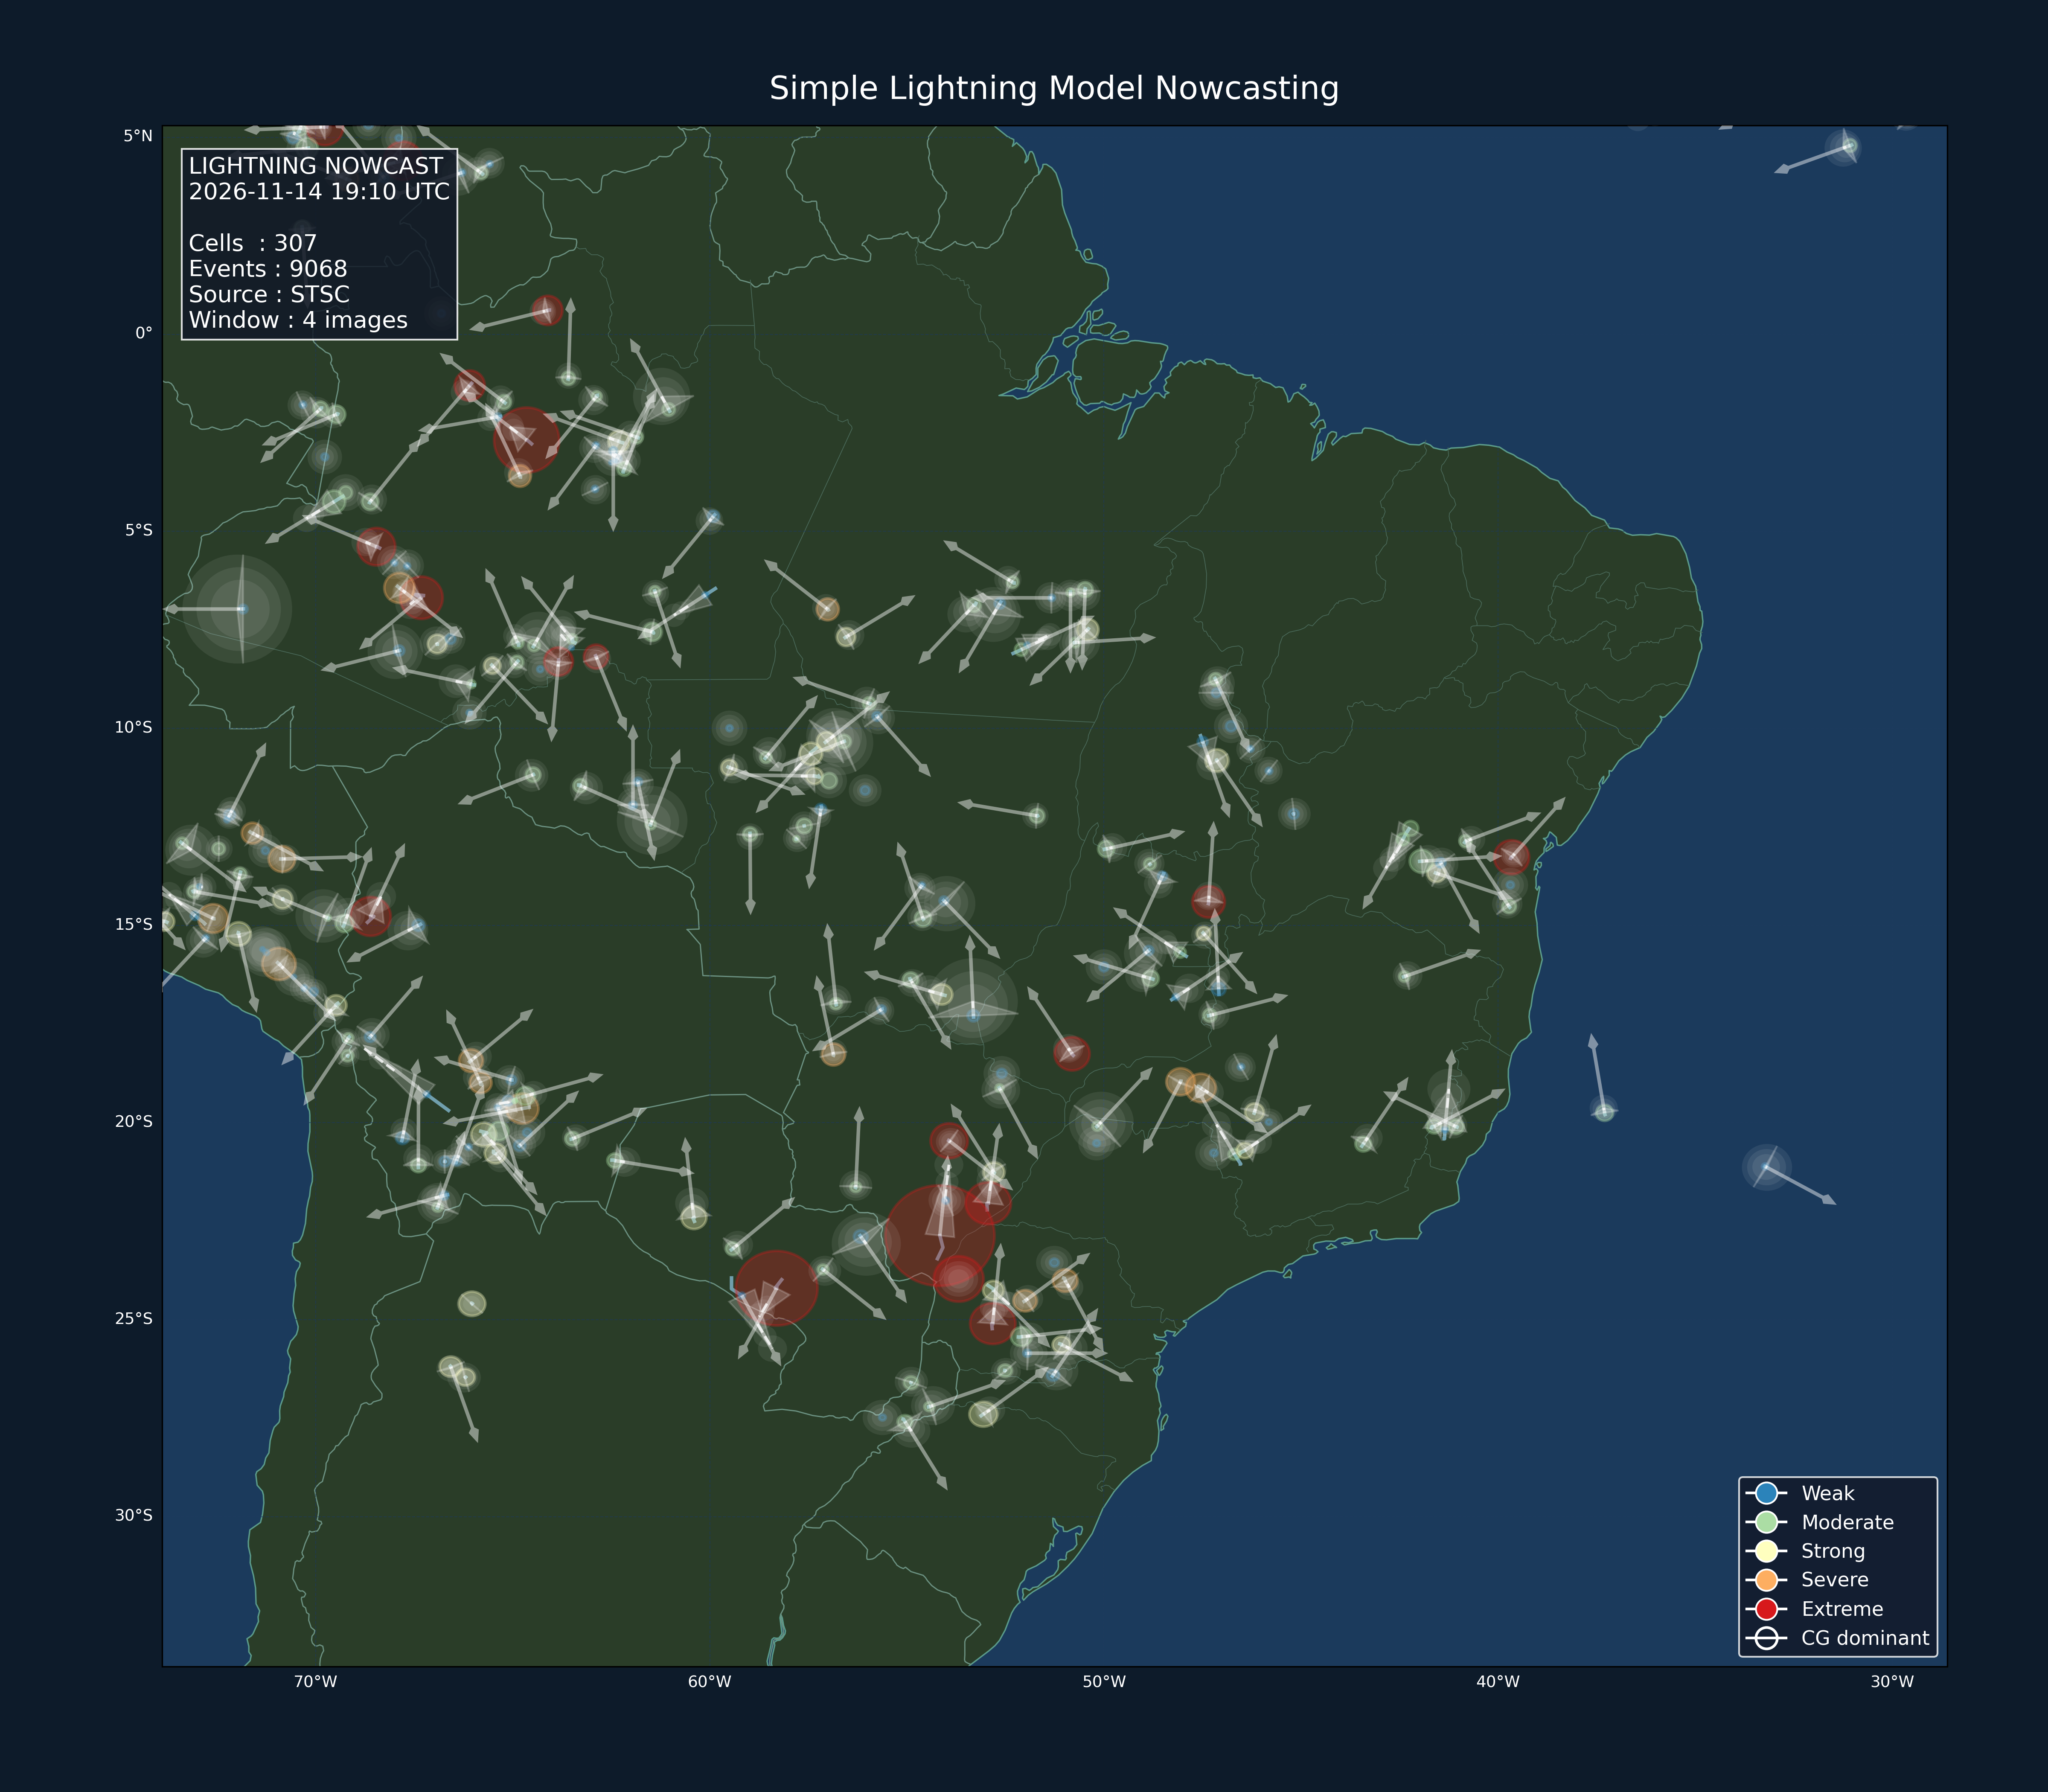 Simple Lightning Model Nowcasting
LIGHTNING NOWCAST
2026-11-14 19:10 UTC
Cells : 307
Events : 9068
Source : STSC
Window : 4 images
5°N
0°
5°S
10°S
15°S
20°S
25°S
30°S
70°W
60°W
50°W
40°W
30°W
Weak
Moderate
Strong
Severe
Extreme
CG dominant